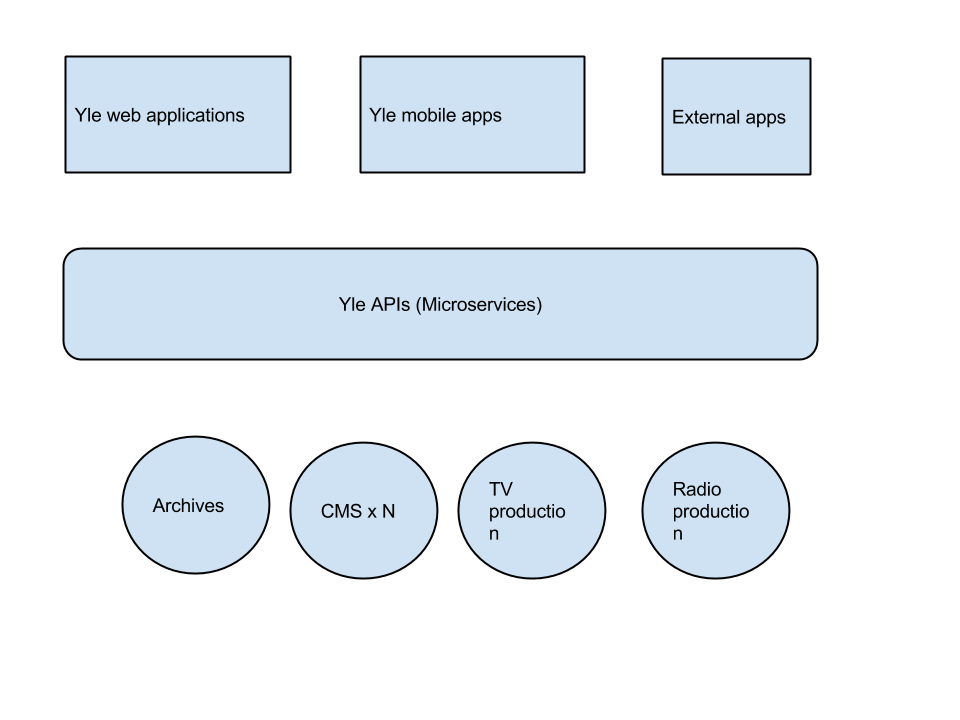 Yle web applications
Yle mobile apps
External apps
Yle APIs (Microservices)
Archives
CMS x N
TV
productio
n
Radio
productio
n